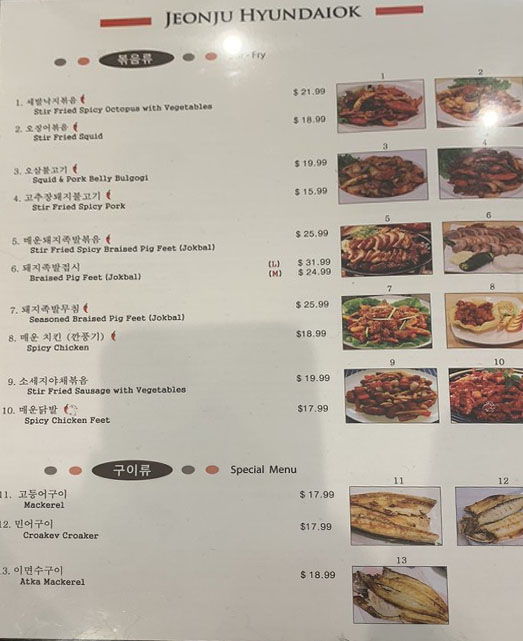 JEONJU HYUNDAIOK
볶음류 -Fry
1. 세발낙지볶음 $ 21.99
Stir Fried Spicy Octopus with Vegetables
2. 오징어볶음 $ 18.99
Stir Fried Squid
3. 오삼불고기 $ 19.99
Squid & Pork Belly Bulgogi
4. 고추장돼지불고기 $ 15.99
Stir Fried Spicy Pork
5. 매운돼지족발볶음 $ 25.99
Stir Fried Spicy Braised Pig Feet (Jokbal)
6. 돼지족발접시 (L) $ 31.99
Braised Pig Feet (Jokbal) (M) $ 24.99
7. 돼지족발무침 $ 25.99
Seasoned Braised Pig Feet (Jokbal)
8. 매운 치킨 (깐풍기) $18.99
Spicy Chicken
9. 소세지야채볶음 $ 19.99
Stir Fried Sausage with Vegetables
10. 매운닭발 $17.99
Spicy Chicken Feet
1 2
3 4
5 6
7 8
9 10
구이류 Special Menu
11. 고등어구이 $ 17.99
Mackerel
12. 민어구이 $17.99
Croakev Croaker
13. 이면수구이 $ 18.99
Atka Mackerel
11 12
13